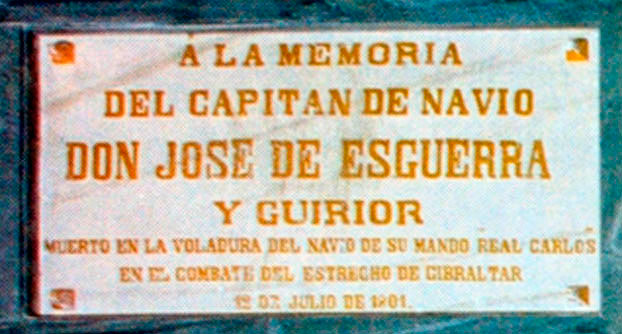 A LA MEMORIA
DEL CAPITAN DE NAVIO
DON JOSE DE ESGUERRA
Y GUIRIOR
MUERTO EN LA VOLADURA DEL NAVIO DE SU MANDO REAL CARLOS
EN EL COMBATE DEL ESTRECHO DE GIBRALTAR
12 DE JULIO DE 1801.